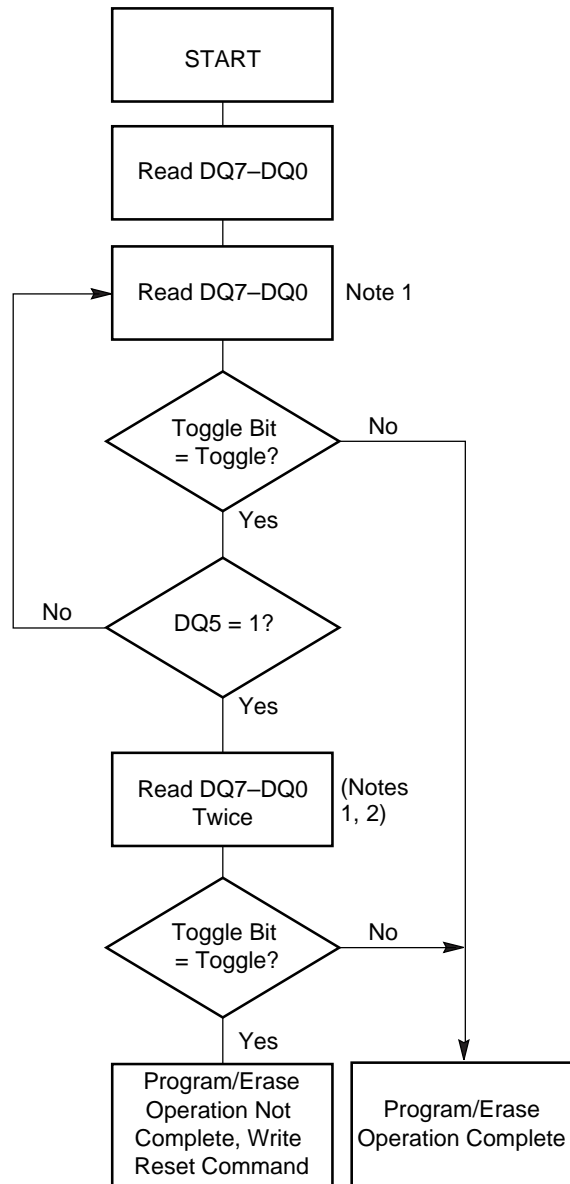 START
Read DQ7–DQ0
Read DQ7–DQ0
Note 1
Toggle Bit
= Toggle?
No
Yes
No
DQ5 = 1?
Yes
Read DQ7–DQ0
Twice
(Notes
1, 2)
Toggle Bit
= Toggle?
No
Yes
Program/Erase
Operation Not
Complete, Write
Reset Command
Program/Erase
Operation Complete